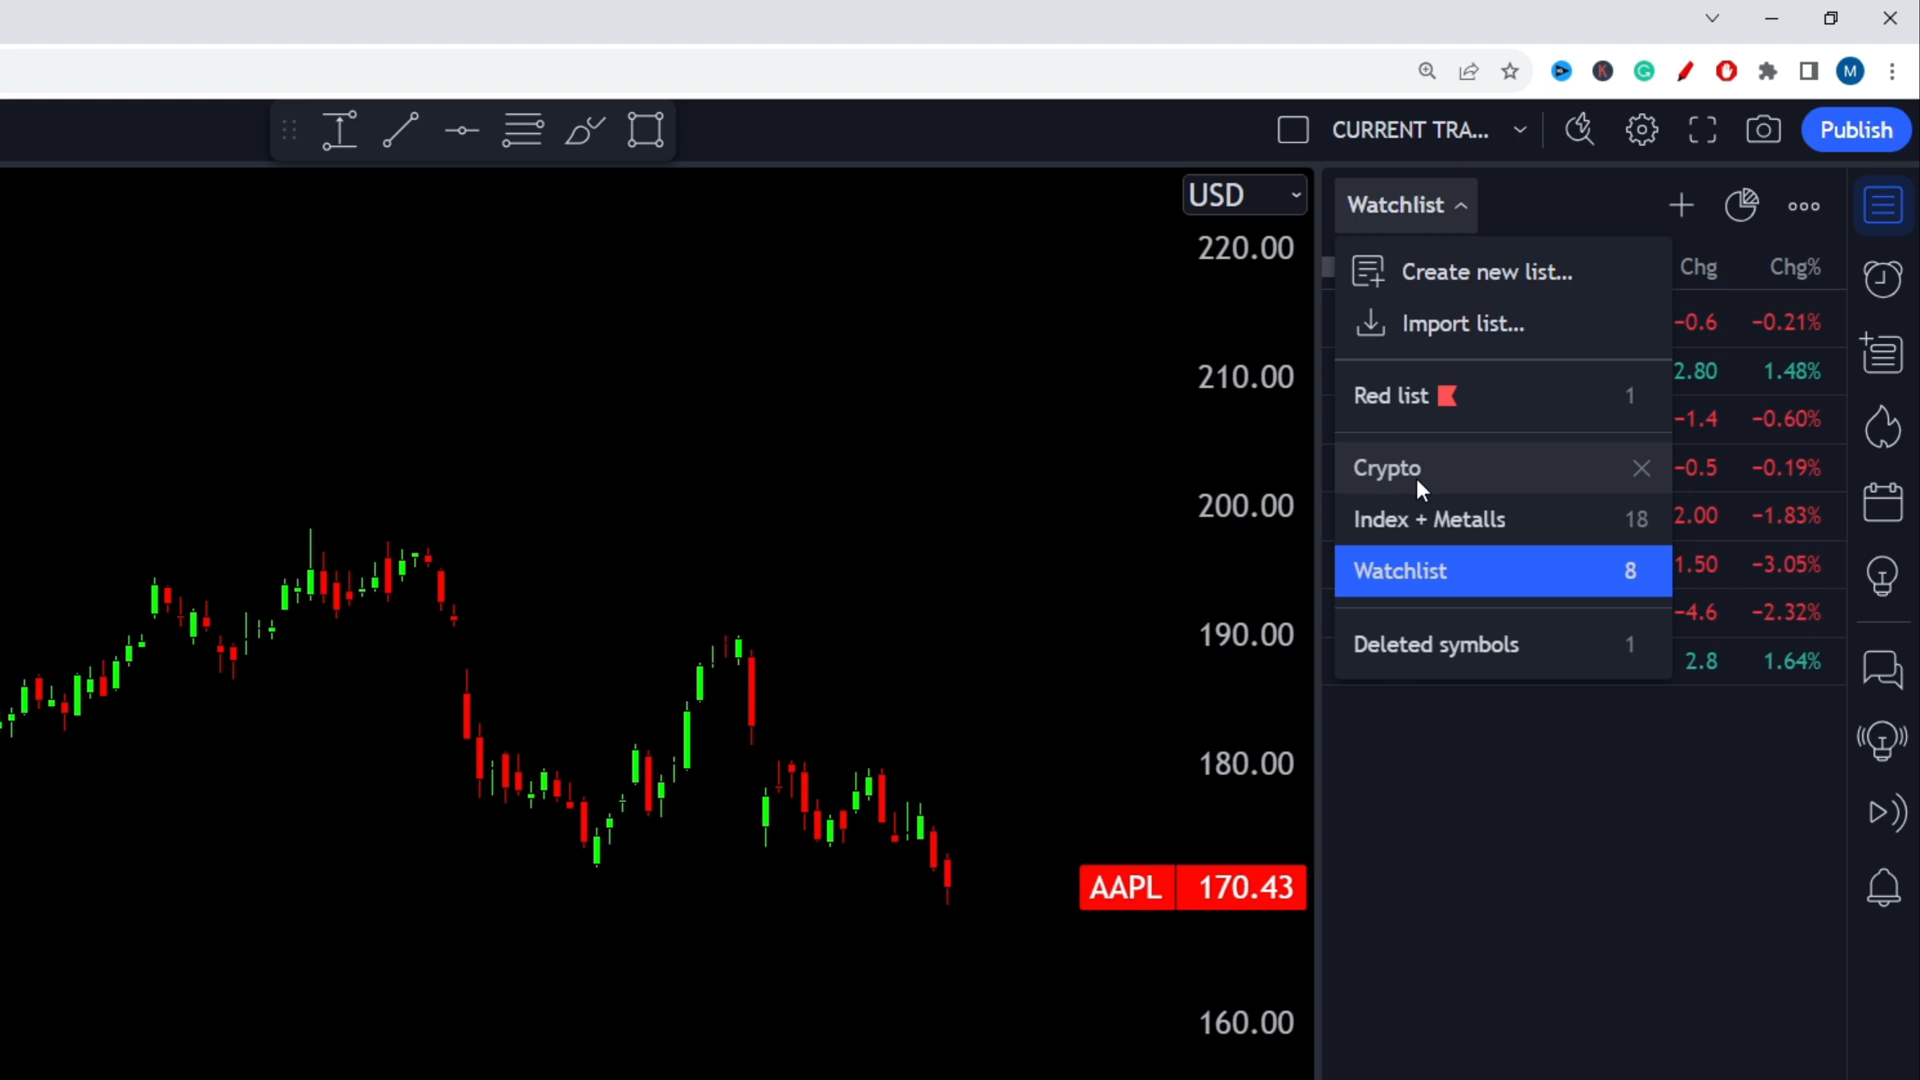 M
CURRENT TRA...
Publish
USD
220.00
210.00
200.00
190.00
180.00
AAPL 170.43
160.00
Watchlist
Chg Chg%
Create new list...
Import list...
Red list 1
Crypto
Index + Metalls 18
Watchlist 8
Deleted symbols 1
−0.6 −0.21%
2.80 1.48%
−1.4 −0.60%
−0.5 −0.19%
2.00 −1.83%
1.50 −3.05%
−4.6 −2.32%
2.8 1.64%